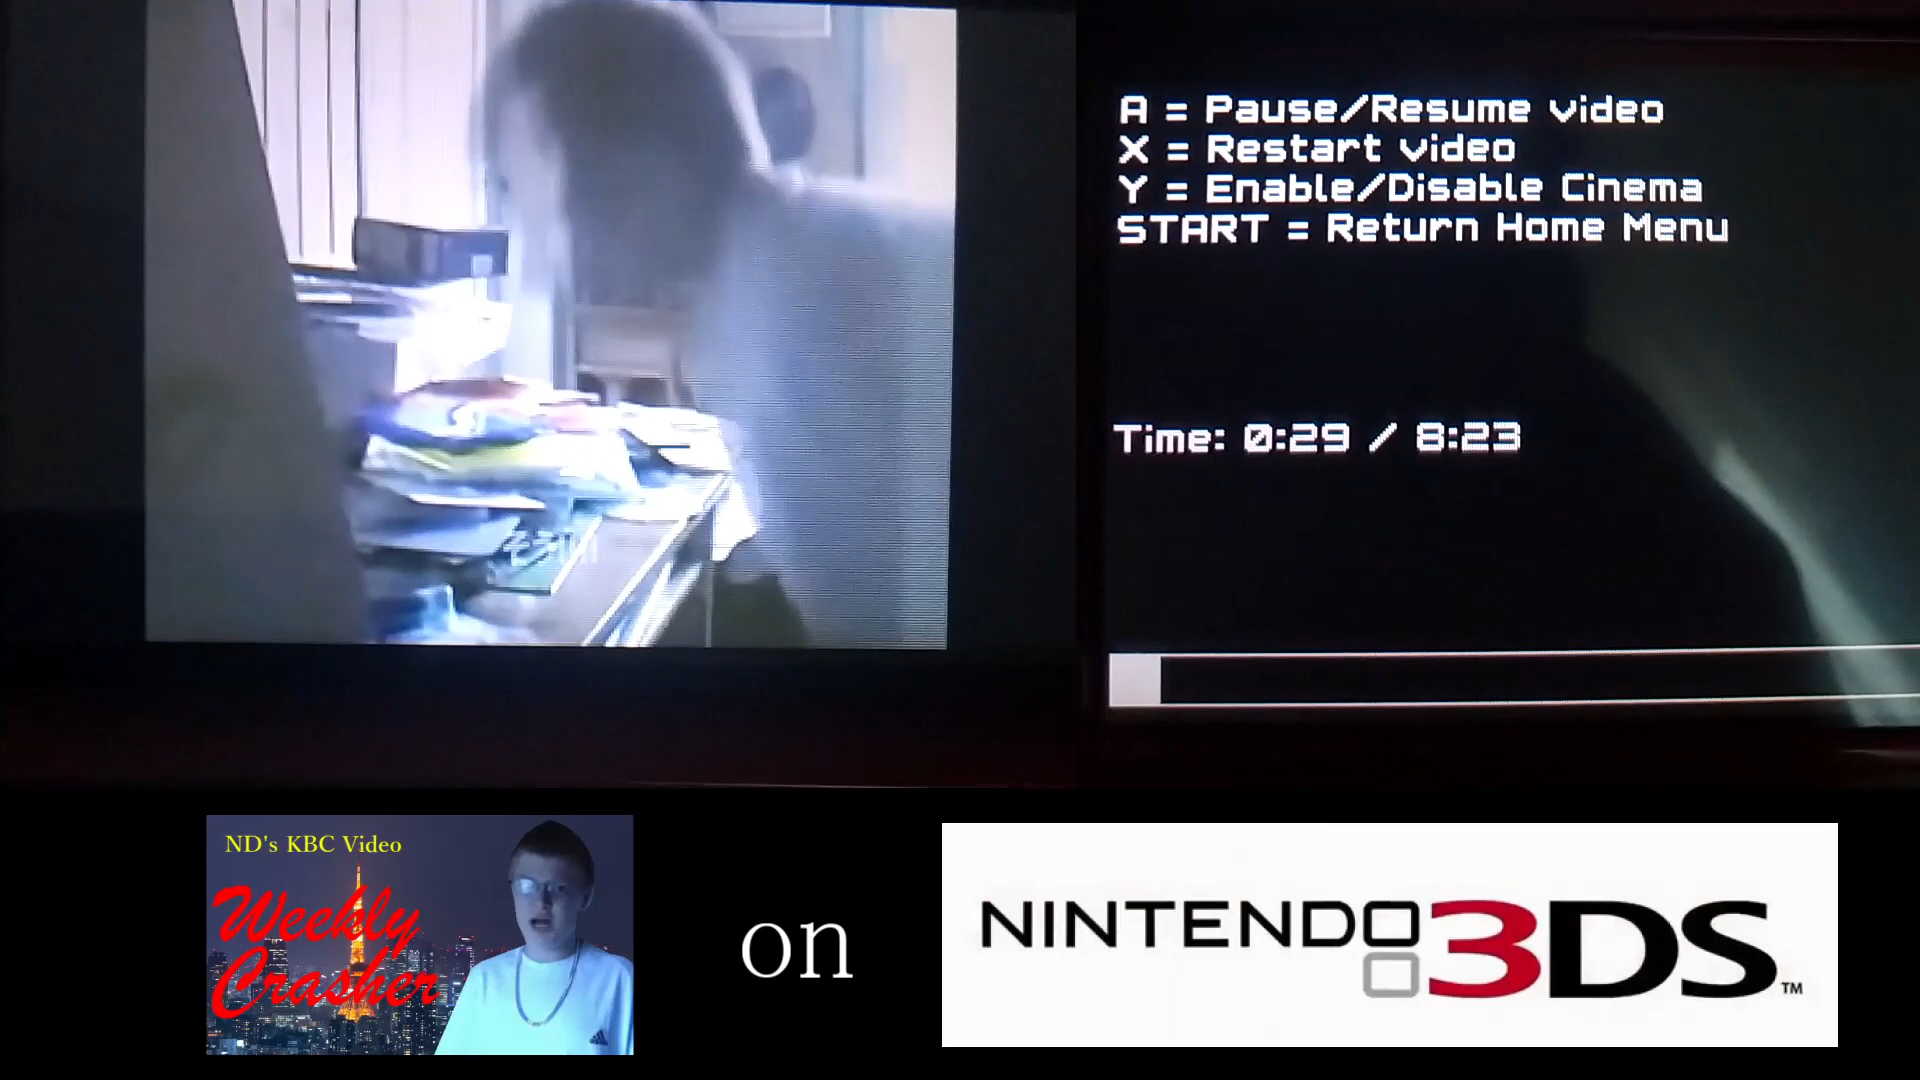 A = Pause/Resume video
X = Restart video
Y = Enable/Disable Cinema
START = Return Home Menu
Time: 0:29 / 8:23
ND's KBC Video
Weekly
Crasher
on
NINTENDO 3DS™